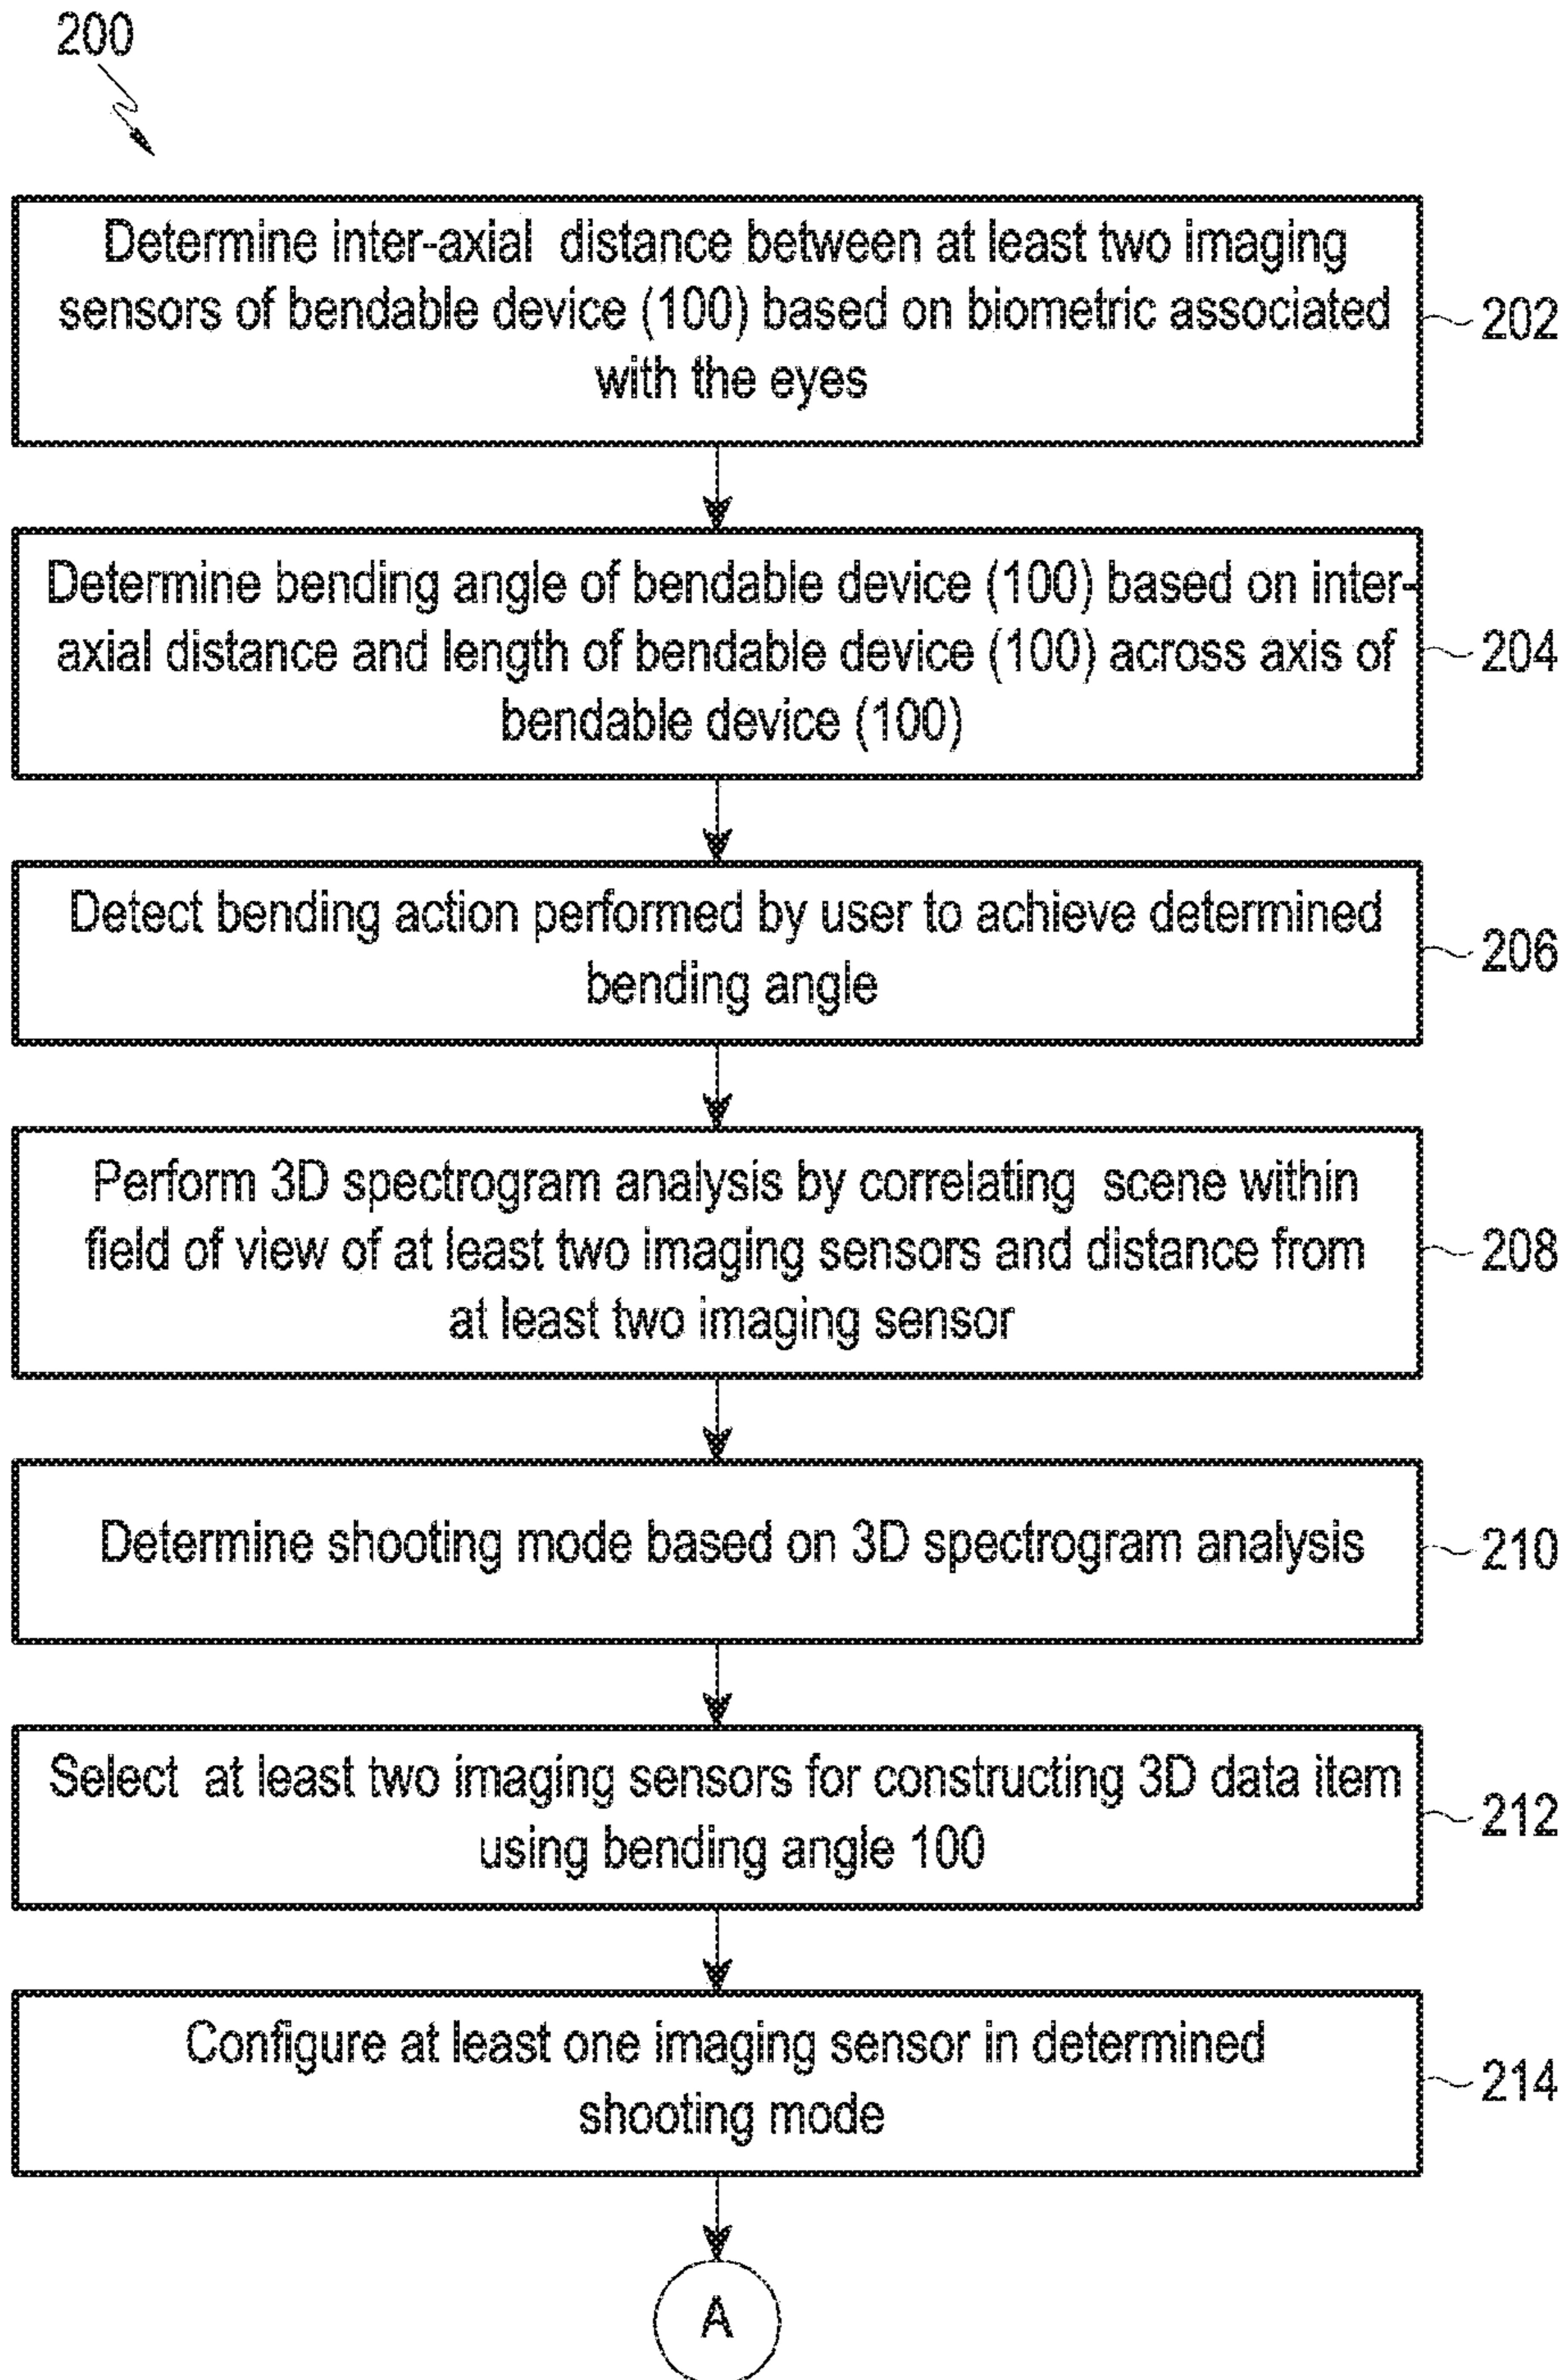 200
Determine inter-axial distance between at least two imaging
sensors of bendable device (100) based on biometric associated
with the eyes
202
Determine bending angle of bendable device (100) based on inter-
axial distance and length of bendable device (100) across axis of
bendable device (100)
204
Detect bending action performed by user to achieve determined
bending angle
206
Perform 3D spectrogram analysis by correlating scene within
field of view of at least two imaging sensors and distance from
at least two imaging sensor
208
Determine shooting mode based on 3D spectrogram analysis
210
Select at least two imaging sensors for constructing 3D data item
using bending angle 100
212
Configure at least one imaging sensor in determined
shooting mode
214
A